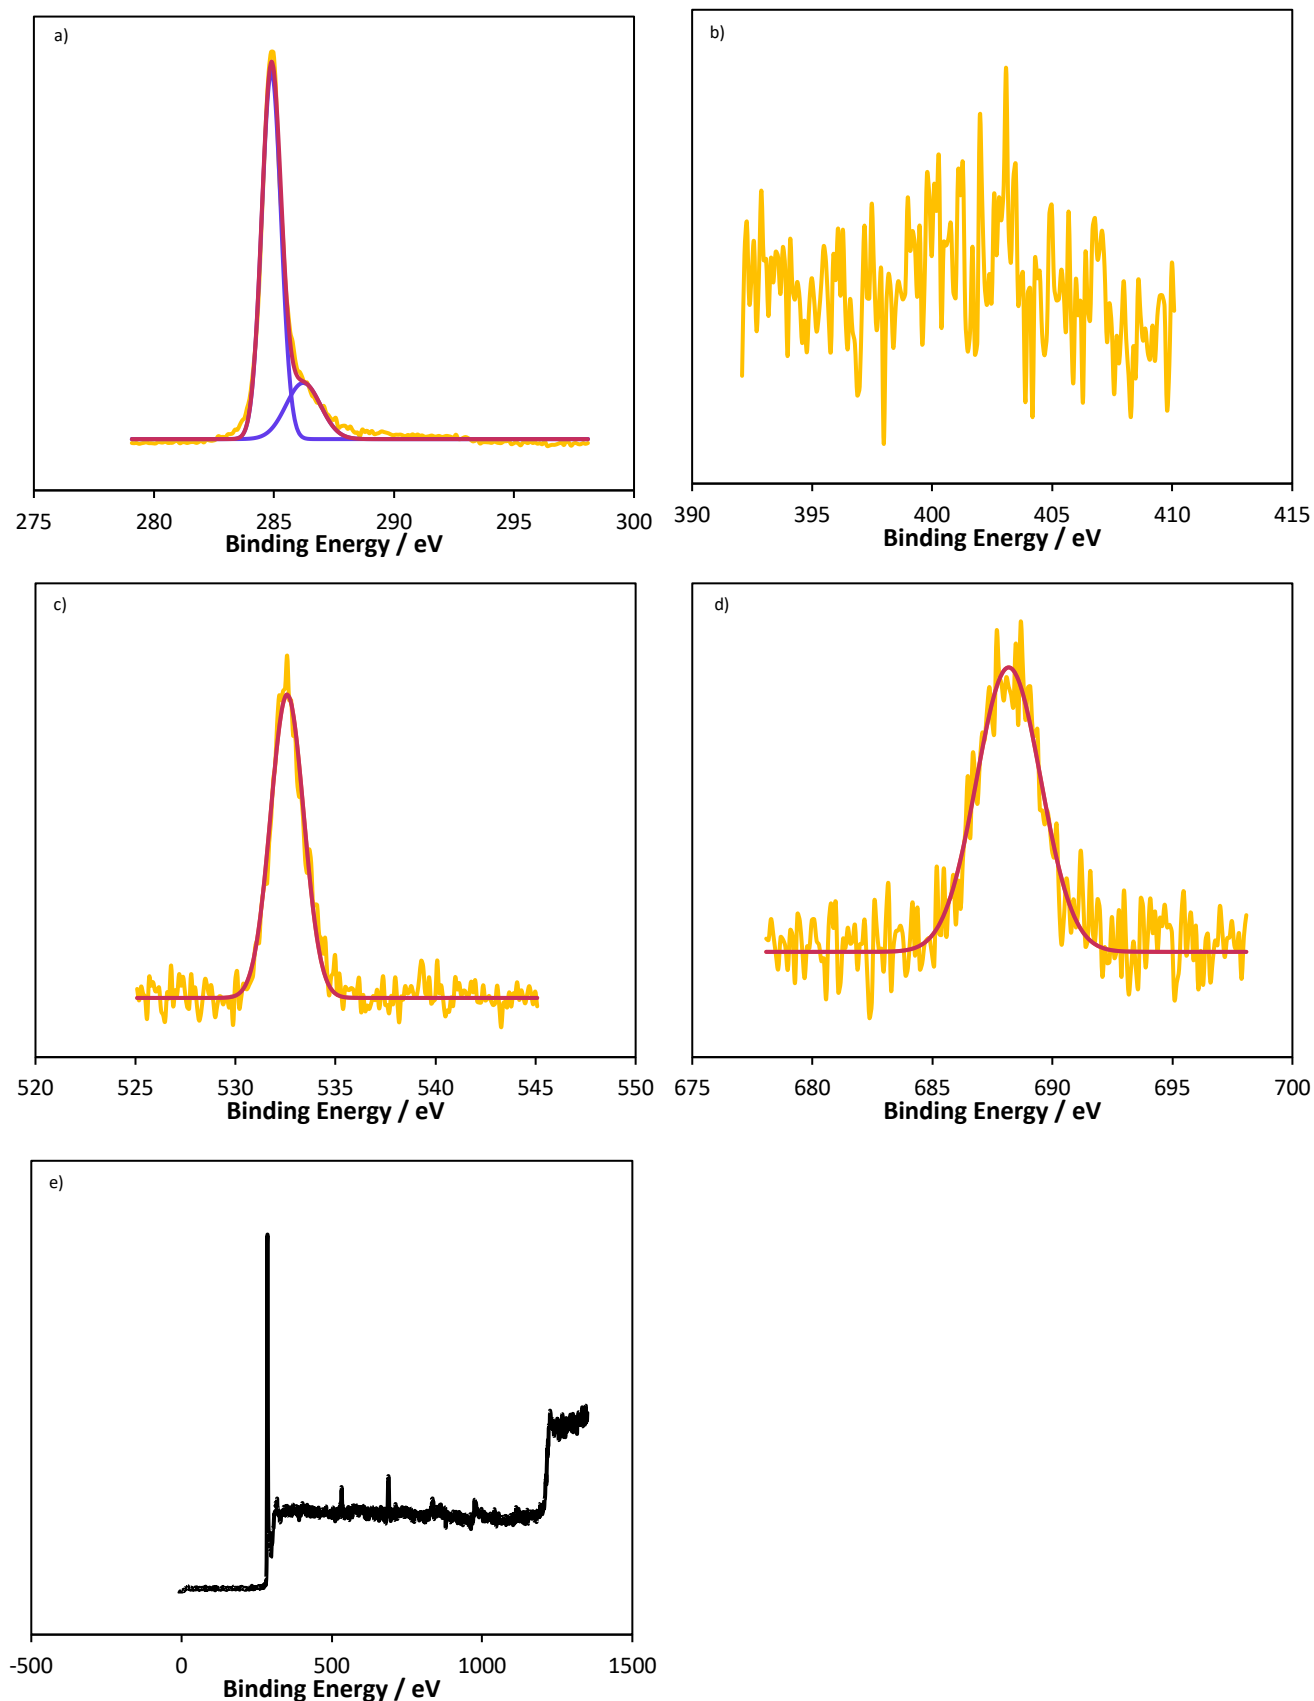 a)
275 280 285 290 295 300
Binding Energy / eV
b)
390 395 400 405 410 415
Binding Energy / eV
c)
520 525 530 535 540 545 550
Binding Energy / eV
d)
675 680 685 690 695 700
Binding Energy / eV
e)
-500 0 500 1000 1500
Binding Energy / eV